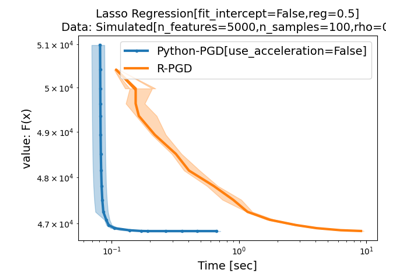 Lasso Regression[fit_intercept=False,reg=0.5]
Data: Simulated[n_features=5000,n_samples=100,rho=0
Python-PGD[use_acceleration=False]
R-PGD
value: F(x)
5.1 × 10⁴
5 × 10⁴
4.9 × 10⁴
4.8 × 10⁴
4.7 × 10⁴
10⁻¹
10⁰
10¹
Time [sec]